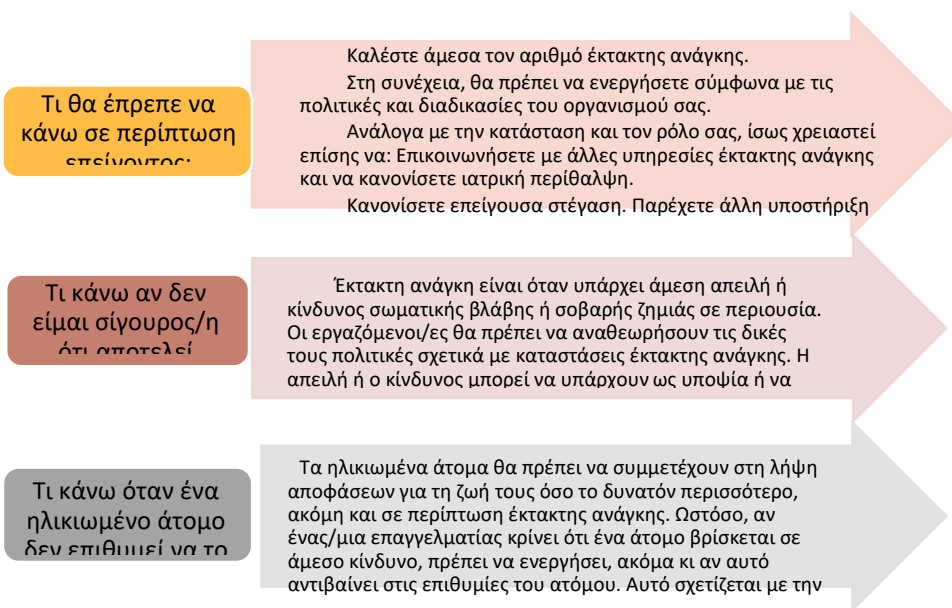 Τι θα έπρεπε να
κάνω σε περίπτωση
επείγοντος;
Καλέστε άμεσα τον αριθμό έκτακτης ανάγκης.
Στη συνέχεια, θα πρέπει να ενεργήσετε σύμφωνα με τις
πολιτικές και διαδικασίες του οργανισμού σας.
Ανάλογα με την κατάσταση και τον ρόλο σας, ίσως χρειαστεί
επίσης να: Επικοινωνήσετε με άλλες υπηρεσίες έκτακτης ανάγκης
και να κανονίσετε ιατρική περίθαλψη.
Κανονίσετε επείγουσα στέγαση. Παρέχετε άλλη υποστήριξη
Τι κάνω αν δεν
είμαι σίγουρος/η
ότι αποτελεί
Έκτακτη ανάγκη είναι όταν υπάρχει άμεση απειλή ή
κίνδυνος σωματικής βλάβης ή σοβαρής ζημιάς σε περιουσία.
Οι εργαζόμενοι/ες θα πρέπει να αναθεωρήσουν τις δικές
τους πολιτικές σχετικά με καταστάσεις έκτακτης ανάγκης. Η
απειλή ή ο κίνδυνος μπορεί να υπάρχουν ως υποψία ή να
Τι κάνω όταν ένα
ηλικιωμένο άτομο
δεν επιθυμεί να το
Τα ηλικιωμένα άτομα θα πρέπει να συμμετέχουν στη λήψη
αποφάσεων για τη ζωή τους όσο το δυνατόν περισσότερο,
ακόμη και σε περίπτωση έκτακτης ανάγκης. Ωστόσο, αν
ένας/μια επαγγελματίας κρίνει ότι ένα άτομο βρίσκεται σε
άμεσο κίνδυνο, πρέπει να ενεργήσει, ακόμα κι αν αυτό
αντιβαίνει στις επιθυμίες του ατόμου. Αυτό σχετίζεται με την